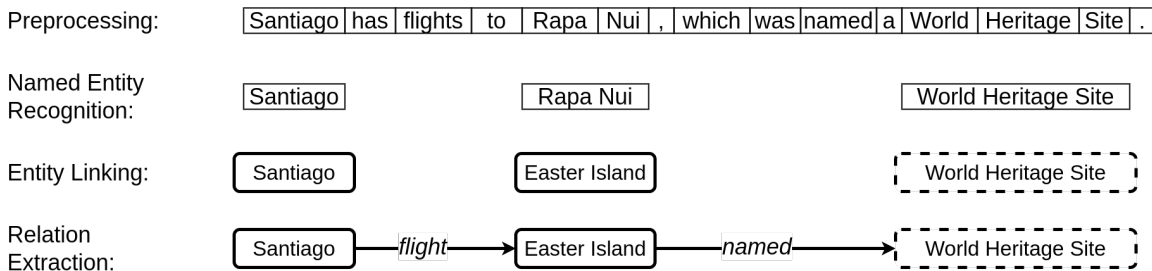 Preprocessing: Santiago has flights to Rapa Nui , which was named a World Heritage Site .
Named Entity
Recognition: Santiago Rapa Nui World Heritage Site
Entity Linking: Santiago Easter Island World Heritage Site
Relation
Extraction: Santiago flight Easter Island named World Heritage Site